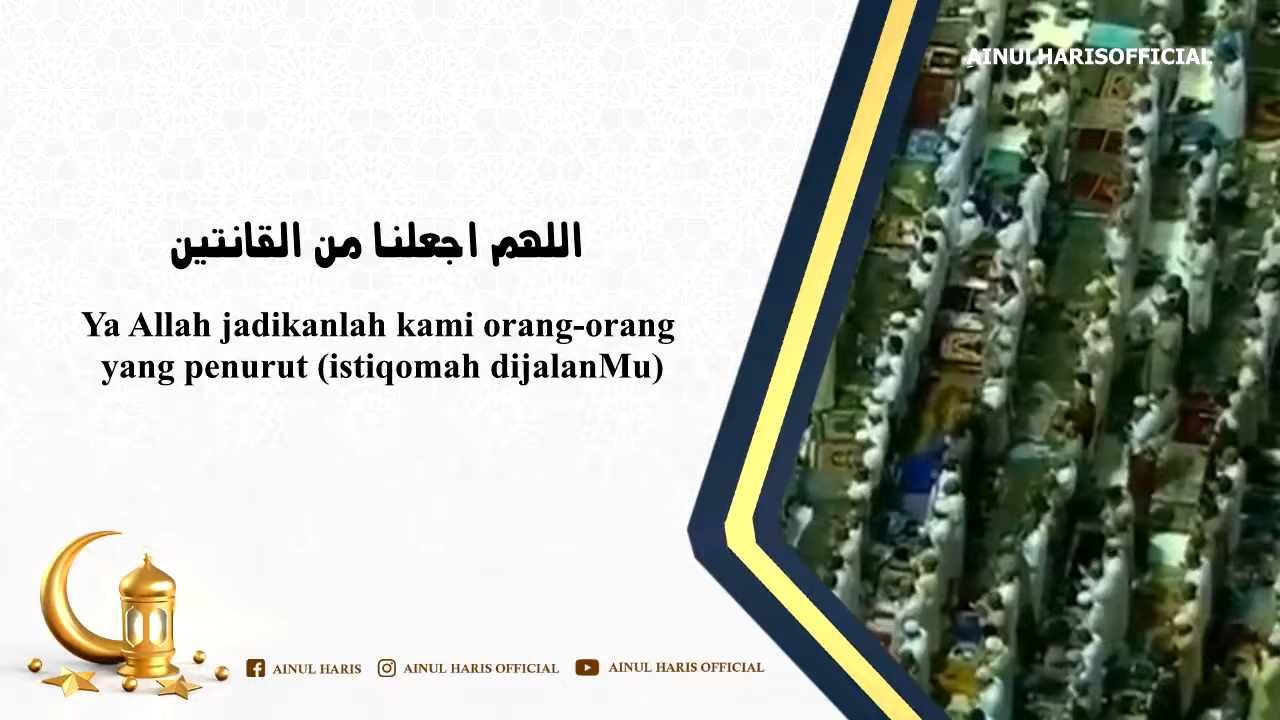 AINULHARISOFFICIAL
اللهم اجعلنا من القانتين
Ya Allah jadikanlah kami orang-orang
yang penurut (istiqomah dijalanMu)
AINUL HARIS AINUL HARIS OFFICIAL AINUL HARIS OFFICIAL